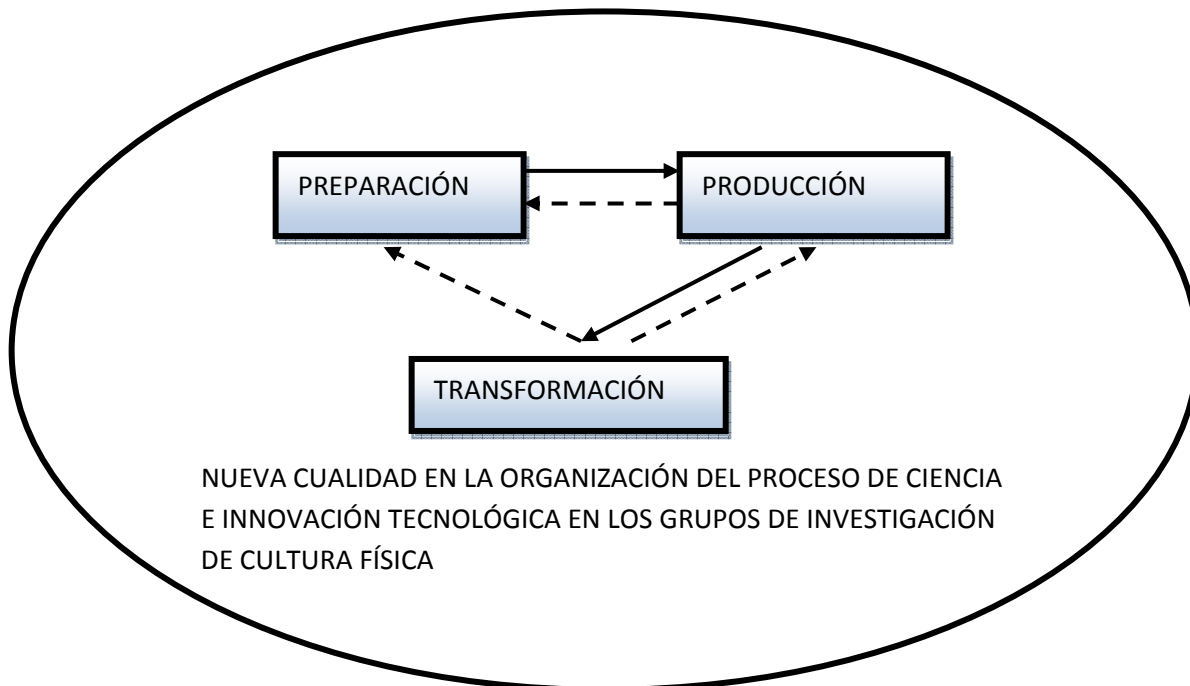 PREPARACIÓN
PRODUCCIÓN
TRANSFORMACIÓN
NUEVA CUALIDAD EN LA ORGANIZACIÓN DEL PROCESO DE CIENCIA
E INNOVACIÓN TECNOLÓGICA EN LOS GRUPOS DE INVESTIGACIÓN
DE CULTURA FÍSICA